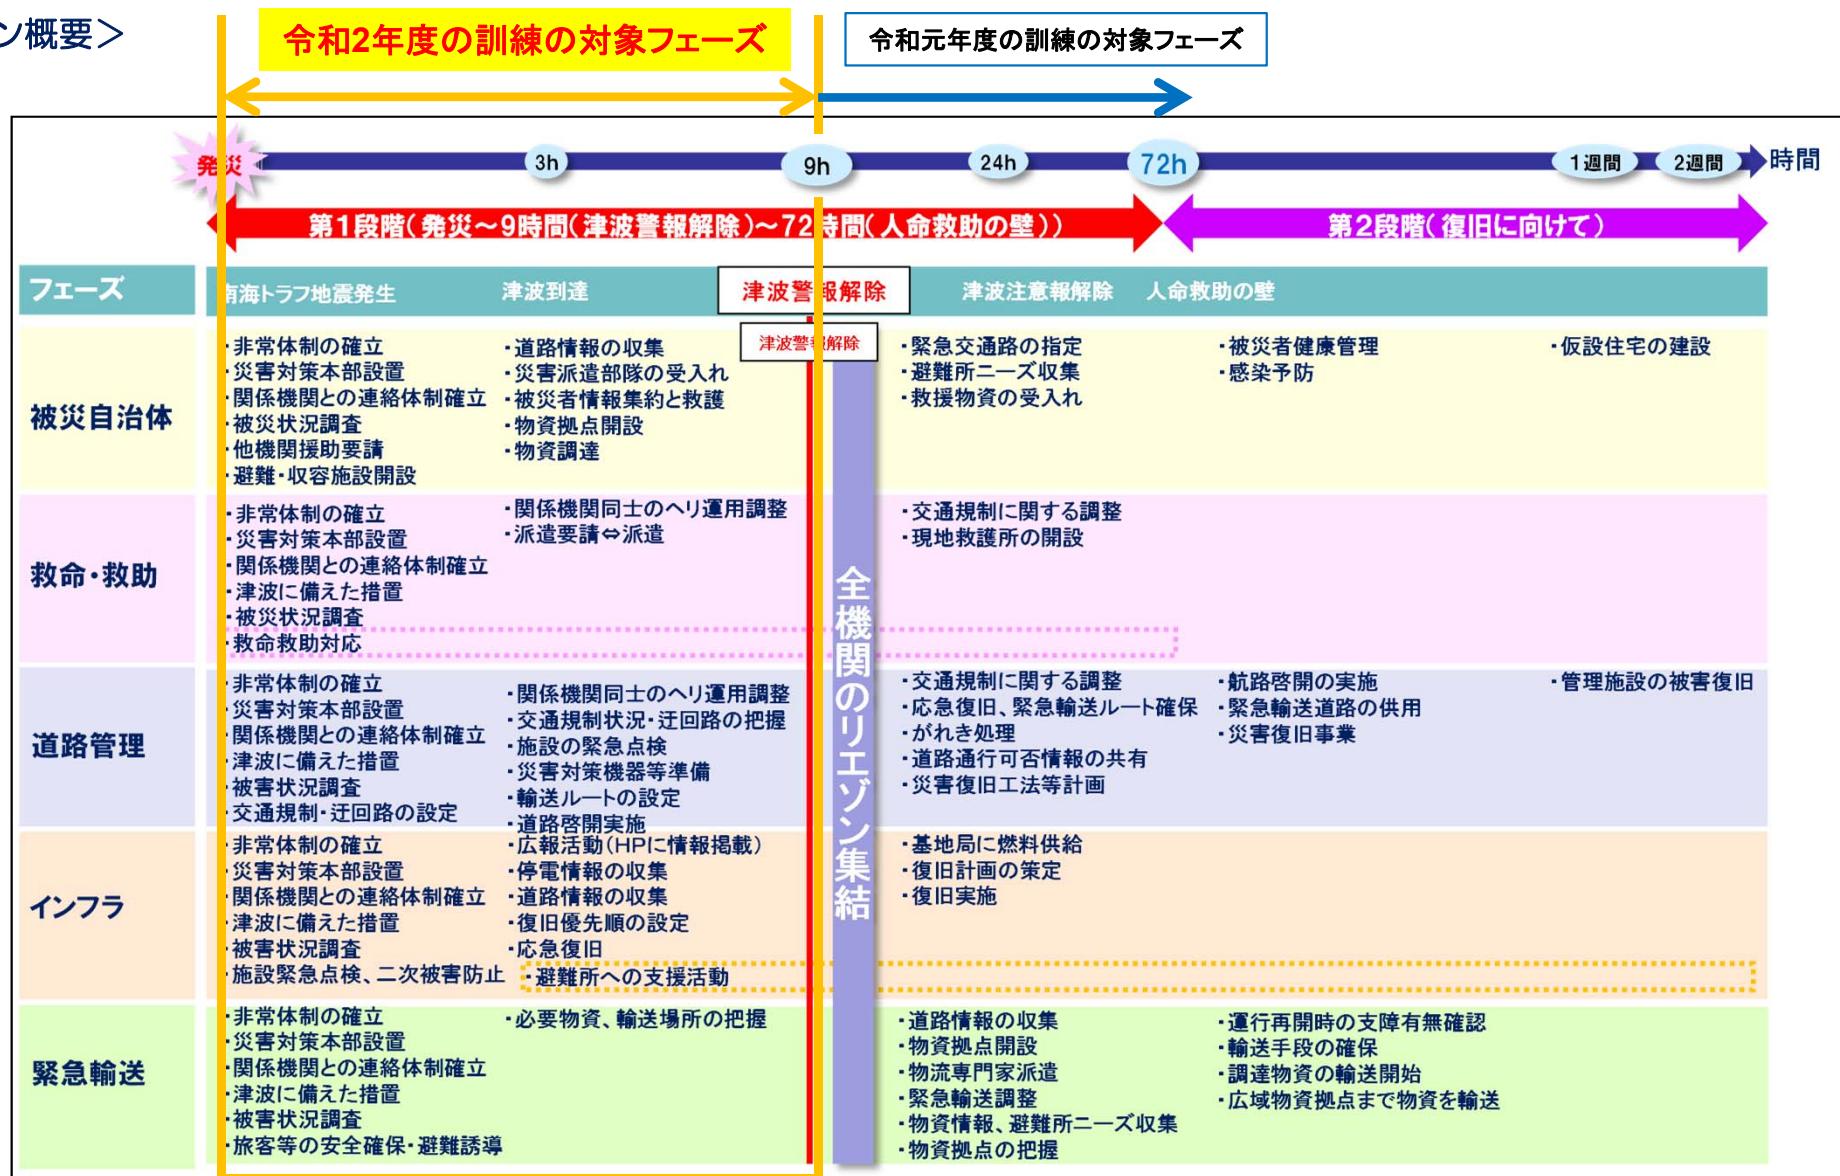 ン概要＞
令和2年度の訓練の対象フェーズ
令和元年度の訓練の対象フェーズ
発災
3h
9h
24h
72h
1週間
2週間
時間
第1段階(発災～9時間(津波警報解除)～72時間(人命救助の壁))
第2段階(復旧に向けて)
フェーズ
南海トラフ地震発生
津波到達
津波警報解除
津波注意報解除
人命救助の壁
津波警報解除
全機関のリエゾン集結
被災自治体
・非常体制の確立
・災害対策本部設置
・関係機関との連絡体制確立
・被災状況調査
・他機関援助要請
・避難・収容施設開設
・道路情報の収集
・災害派遣部隊の受入れ
・被災者情報集約と救護
・物資拠点開設
・物資調達
・緊急交通路の指定
・避難所ニーズ収集
・救援物資の受入れ
・被災者健康管理
・感染予防
・仮設住宅の建設
救命・救助
・非常体制の確立
・災害対策本部設置
・関係機関との連絡体制確立
・津波に備えた措置
・被災状況調査
・救命救助対応
・関係機関同士のヘリ運用調整
・派遣要請⇔派遣
・交通規制に関する調整
・現地救護所の開設
道路管理
・非常体制の確立
・災害対策本部設置
・関係機関との連絡体制確立
・津波に備えた措置
・被害状況調査
・交通規制・迂回路の設定
・関係機関同士のヘリ運用調整
・交通規制状況・迂回路の把握
・施設の緊急点検
・災害対策機器等準備
・輸送ルートの設定
・道路啓開実施
・交通規制に関する調整
・応急復旧、緊急輸送ルート確保
・がれき処理
・道路通行可否情報の共有
・災害復旧工法等計画
・航路啓開の実施
・緊急輸送道路の供用
・災害復旧事業
・管理施設の被害復旧
インフラ
・非常体制の確立
・災害対策本部設置
・関係機関との連絡体制確立
・津波に備えた措置
・被害状況調査
・施設緊急点検、二次被害防止
・広報活動(HPに情報掲載)
・停電情報の収集
・道路情報の収集
・復旧優先順の設定
・応急復旧
・避難所への支援活動
・基地局に燃料供給
・復旧計画の策定
・復旧実施
緊急輸送
・非常体制の確立
・災害対策本部設置
・関係機関との連絡体制確立
・津波に備えた措置
・被害状況調査
・旅客等の安全確保・避難誘導
・必要物資、輸送場所の把握
・道路情報の収集
・物資拠点開設
・物流専門家派遣
・緊急輸送調整
・物資情報、避難所ニーズ収集
・物資拠点の把握
・運行再開時の支障有無確認
・輸送手段の確保
・調達物資の輸送開始
・広域物資拠点まで物資を輸送